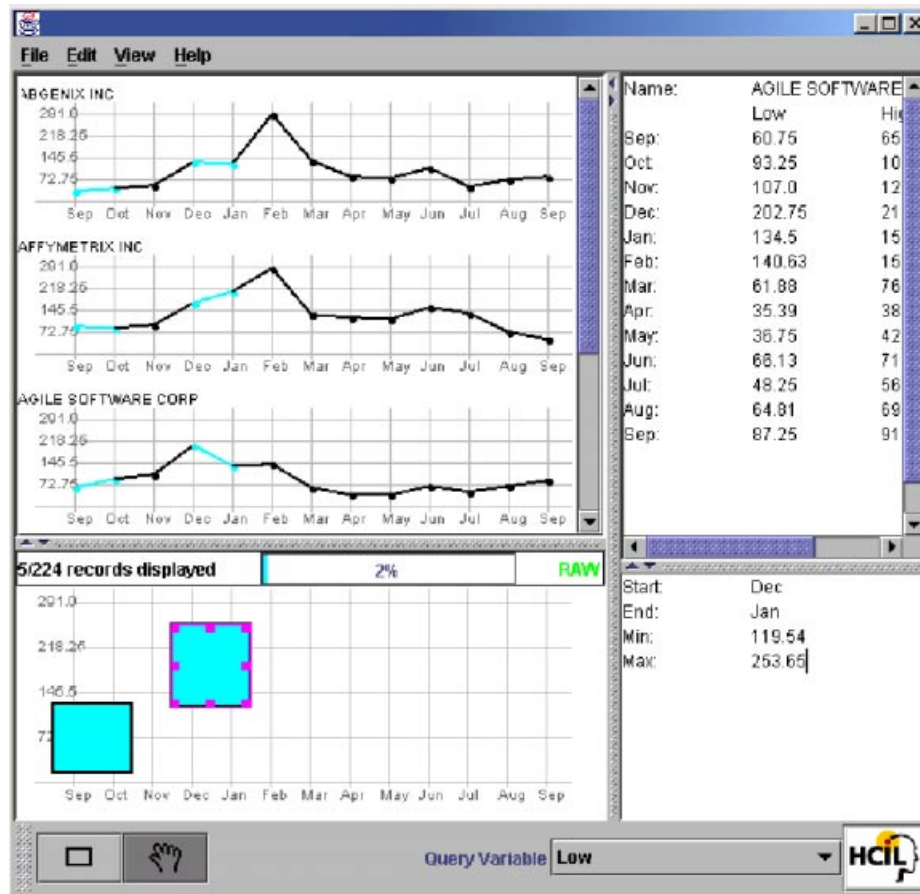 File Edit View Help
ABGENIX INC
291.0
218.25
145.5
72.75
Sep Oct Nov Dec Jan Feb Mar Apr May Jun Jul Aug Sep
AFFYMETRIX INC
291.0
218.25
145.5
72.75
Sep Oct Nov Dec Jan Feb Mar Apr May Jun Jul Aug Sep
AGILE SOFTWARE CORP
291.0
218.25
145.5
72.75
Sep Oct Nov Dec Jan Feb Mar Apr May Jun Jul Aug Sep
Name: AGILE SOFTWARE
Low Hig
Sep: 60.75 65
Oct: 93.25 10
Nov: 107.0 12
Dec: 202.75 21
Jan: 134.5 15
Feb: 140.63 15
Mar: 61.88 76
Apr: 35.39 38
May: 36.75 42
Jun: 66.13 71
Jul: 48.25 56
Aug: 64.81 69
Sep: 87.25 91
5/224 records displayed 2% RAW
291.0
218.25
145.5
72
Sep Oct Nov Dec Jan Feb Mar Apr May Jun Jul Aug Sep
Start: Dec
End: Jan
Min: 119.54
Max: 253.65
Query Variable Low
HCIL